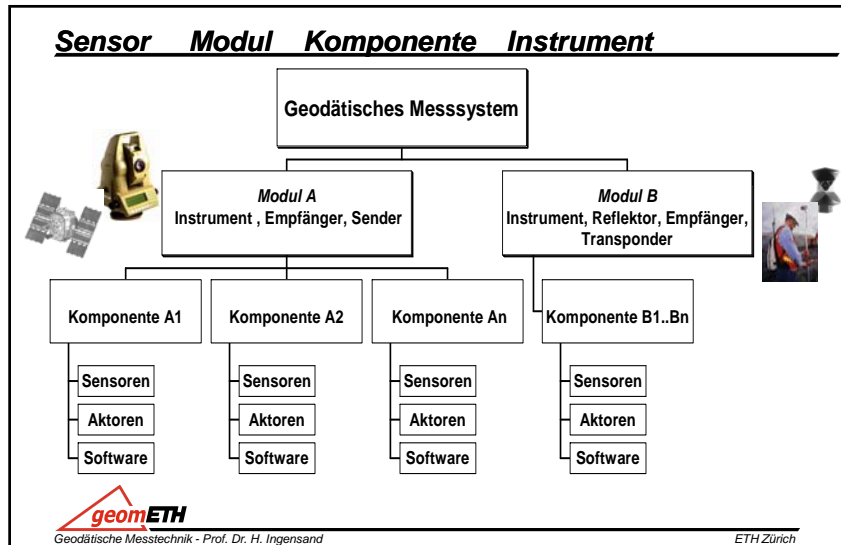 Sensor Modul Komponente Instrument
Geodätisches Messsystem
Modul A
Instrument , Empfänger, Sender
Modul B
Instrument, Reflektor, Empfänger,
Transponder
Komponente A1
Komponente A2
Komponente An
Komponente B1..Bn
Sensoren
Sensoren
Sensoren
Sensoren
Aktoren
Aktoren
Aktoren
Aktoren
Software
Software
Software
Software
geomETH
Geodätische Messtechnik - Prof. Dr. H. Ingensand
ETH Zürich